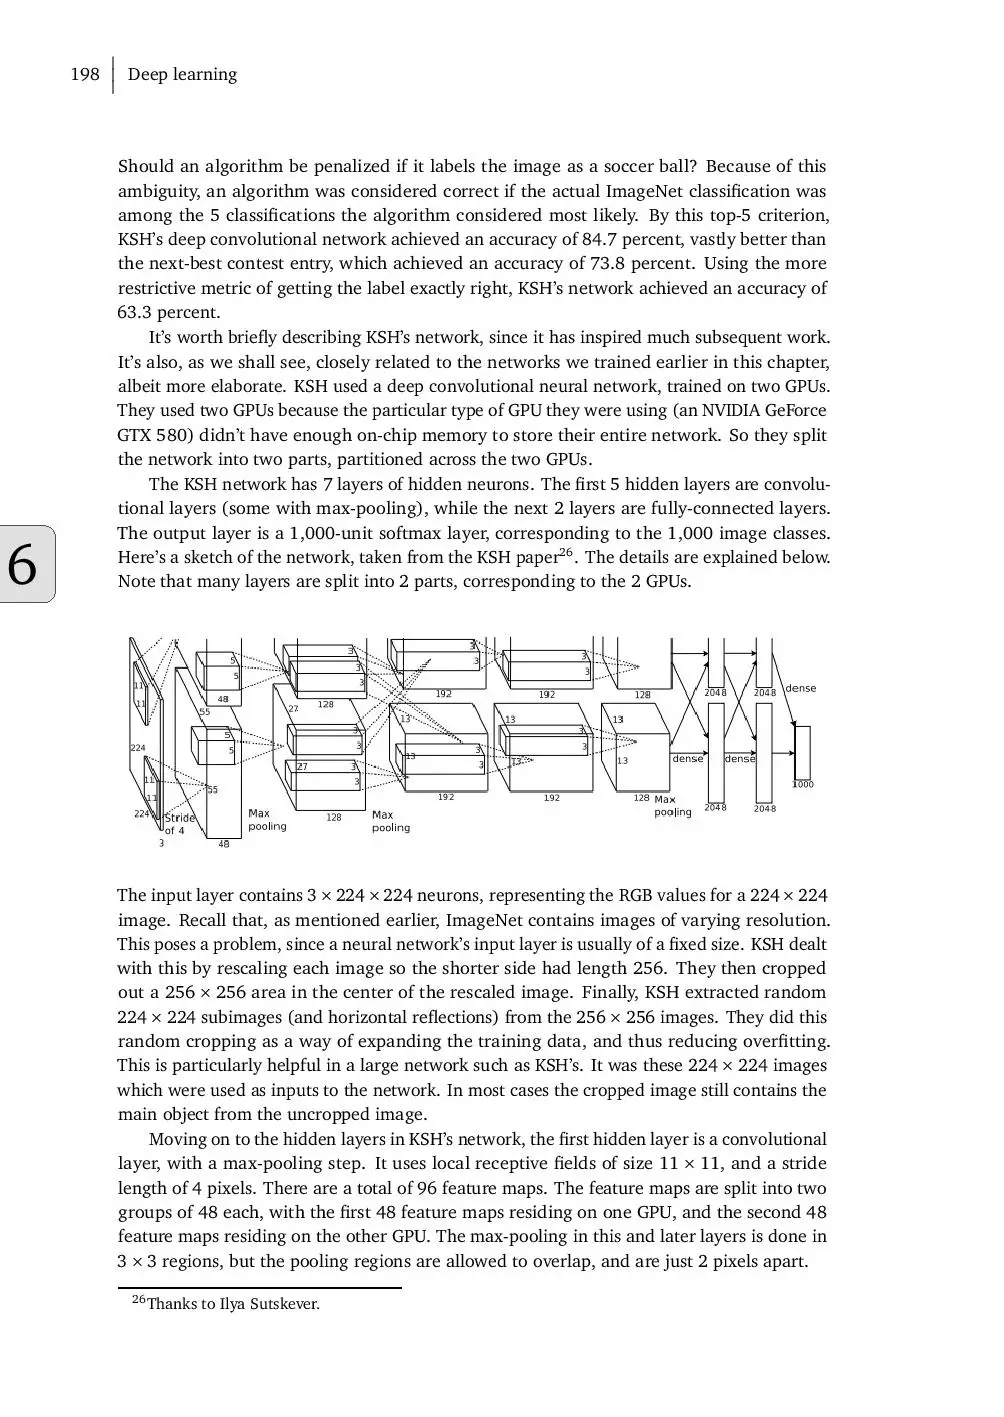 198 Deep learning
Should an algorithm be penalized if it labels the image as a soccer ball? Because of this
ambiguity, an algorithm was considered correct if the actual ImageNet classification was
among the 5 classifications the algorithm considered most likely. By this top-5 criterion,
KSH's deep convolutional network achieved an accuracy of 84.7 percent, vastly better than
the next-best contest entry, which achieved an accuracy of 73.8 percent. Using the more
restrictive metric of getting the label exactly right, KSH's network achieved an accuracy of
63.3 percent.
It's worth briefly describing KSH's network, since it has inspired much subsequent work.
It's also, as we shall see, closely related to the networks we trained earlier in this chapter,
albeit more elaborate. KSH used a deep convolutional neural network, trained on two GPUs.
They used two GPUs because the particular type of GPU they were using (an NVIDIA GeForce
GTX 580) didn't have enough on-chip memory to store their entire network. So they split
the network into two parts, partitioned across the two GPUs.
The KSH network has 7 layers of hidden neurons. The first 5 hidden layers are convolu-
tional layers (some with max-pooling), while the next 2 layers are fully-connected layers.
The output layer is a 1,000-unit softmax layer, corresponding to the 1,000 image classes.
Here's a sketch of the network, taken from the KSH paper26. The details are explained below.
Note that many layers are split into 2 parts, corresponding to the 2 GPUs.
6
5 3 3 3
11 5 3 3 3 3
11 48 55 27 128 192 192 128 2048 2048 dense
224 5 5 3 3 13 13 13 3 3 3 3
11 27 3 3 13 13 13 dense dense
11 55 192 192 128 1000
224 Stride of 4 Max pooling 128 Max pooling Max pooling 2048 2048
3 48
The input layer contains 3 × 224 × 224 neurons, representing the RGB values for a 224 × 224
image. Recall that, as mentioned earlier, ImageNet contains images of varying resolution.
This poses a problem, since a neural network's input layer is usually of a fixed size. KSH dealt
with this by rescaling each image so the shorter side had length 256. They then cropped
out a 256 × 256 area in the center of the rescaled image. Finally, KSH extracted random
224 × 224 subimages (and horizontal reflections) from the 256 × 256 images. They did this
random cropping as a way of expanding the training data, and thus reducing overfitting.
This is particularly helpful in a large network such as KSH's. It was these 224 × 224 images
which were used as inputs to the network. In most cases the cropped image still contains the
main object from the uncropped image.
Moving on to the hidden layers in KSH's network, the first hidden layer is a convolutional
layer, with a max-pooling step. It uses local receptive fields of size 11 × 11, and a stride
length of 4 pixels. There are a total of 96 feature maps. The feature maps are split into two
groups of 48 each, with the first 48 feature maps residing on one GPU, and the second 48
feature maps residing on the other GPU. The max-pooling in this and later layers is done in
3 × 3 regions, but the pooling regions are allowed to overlap, and are just 2 pixels apart.
26Thanks to Ilya Sutskever.